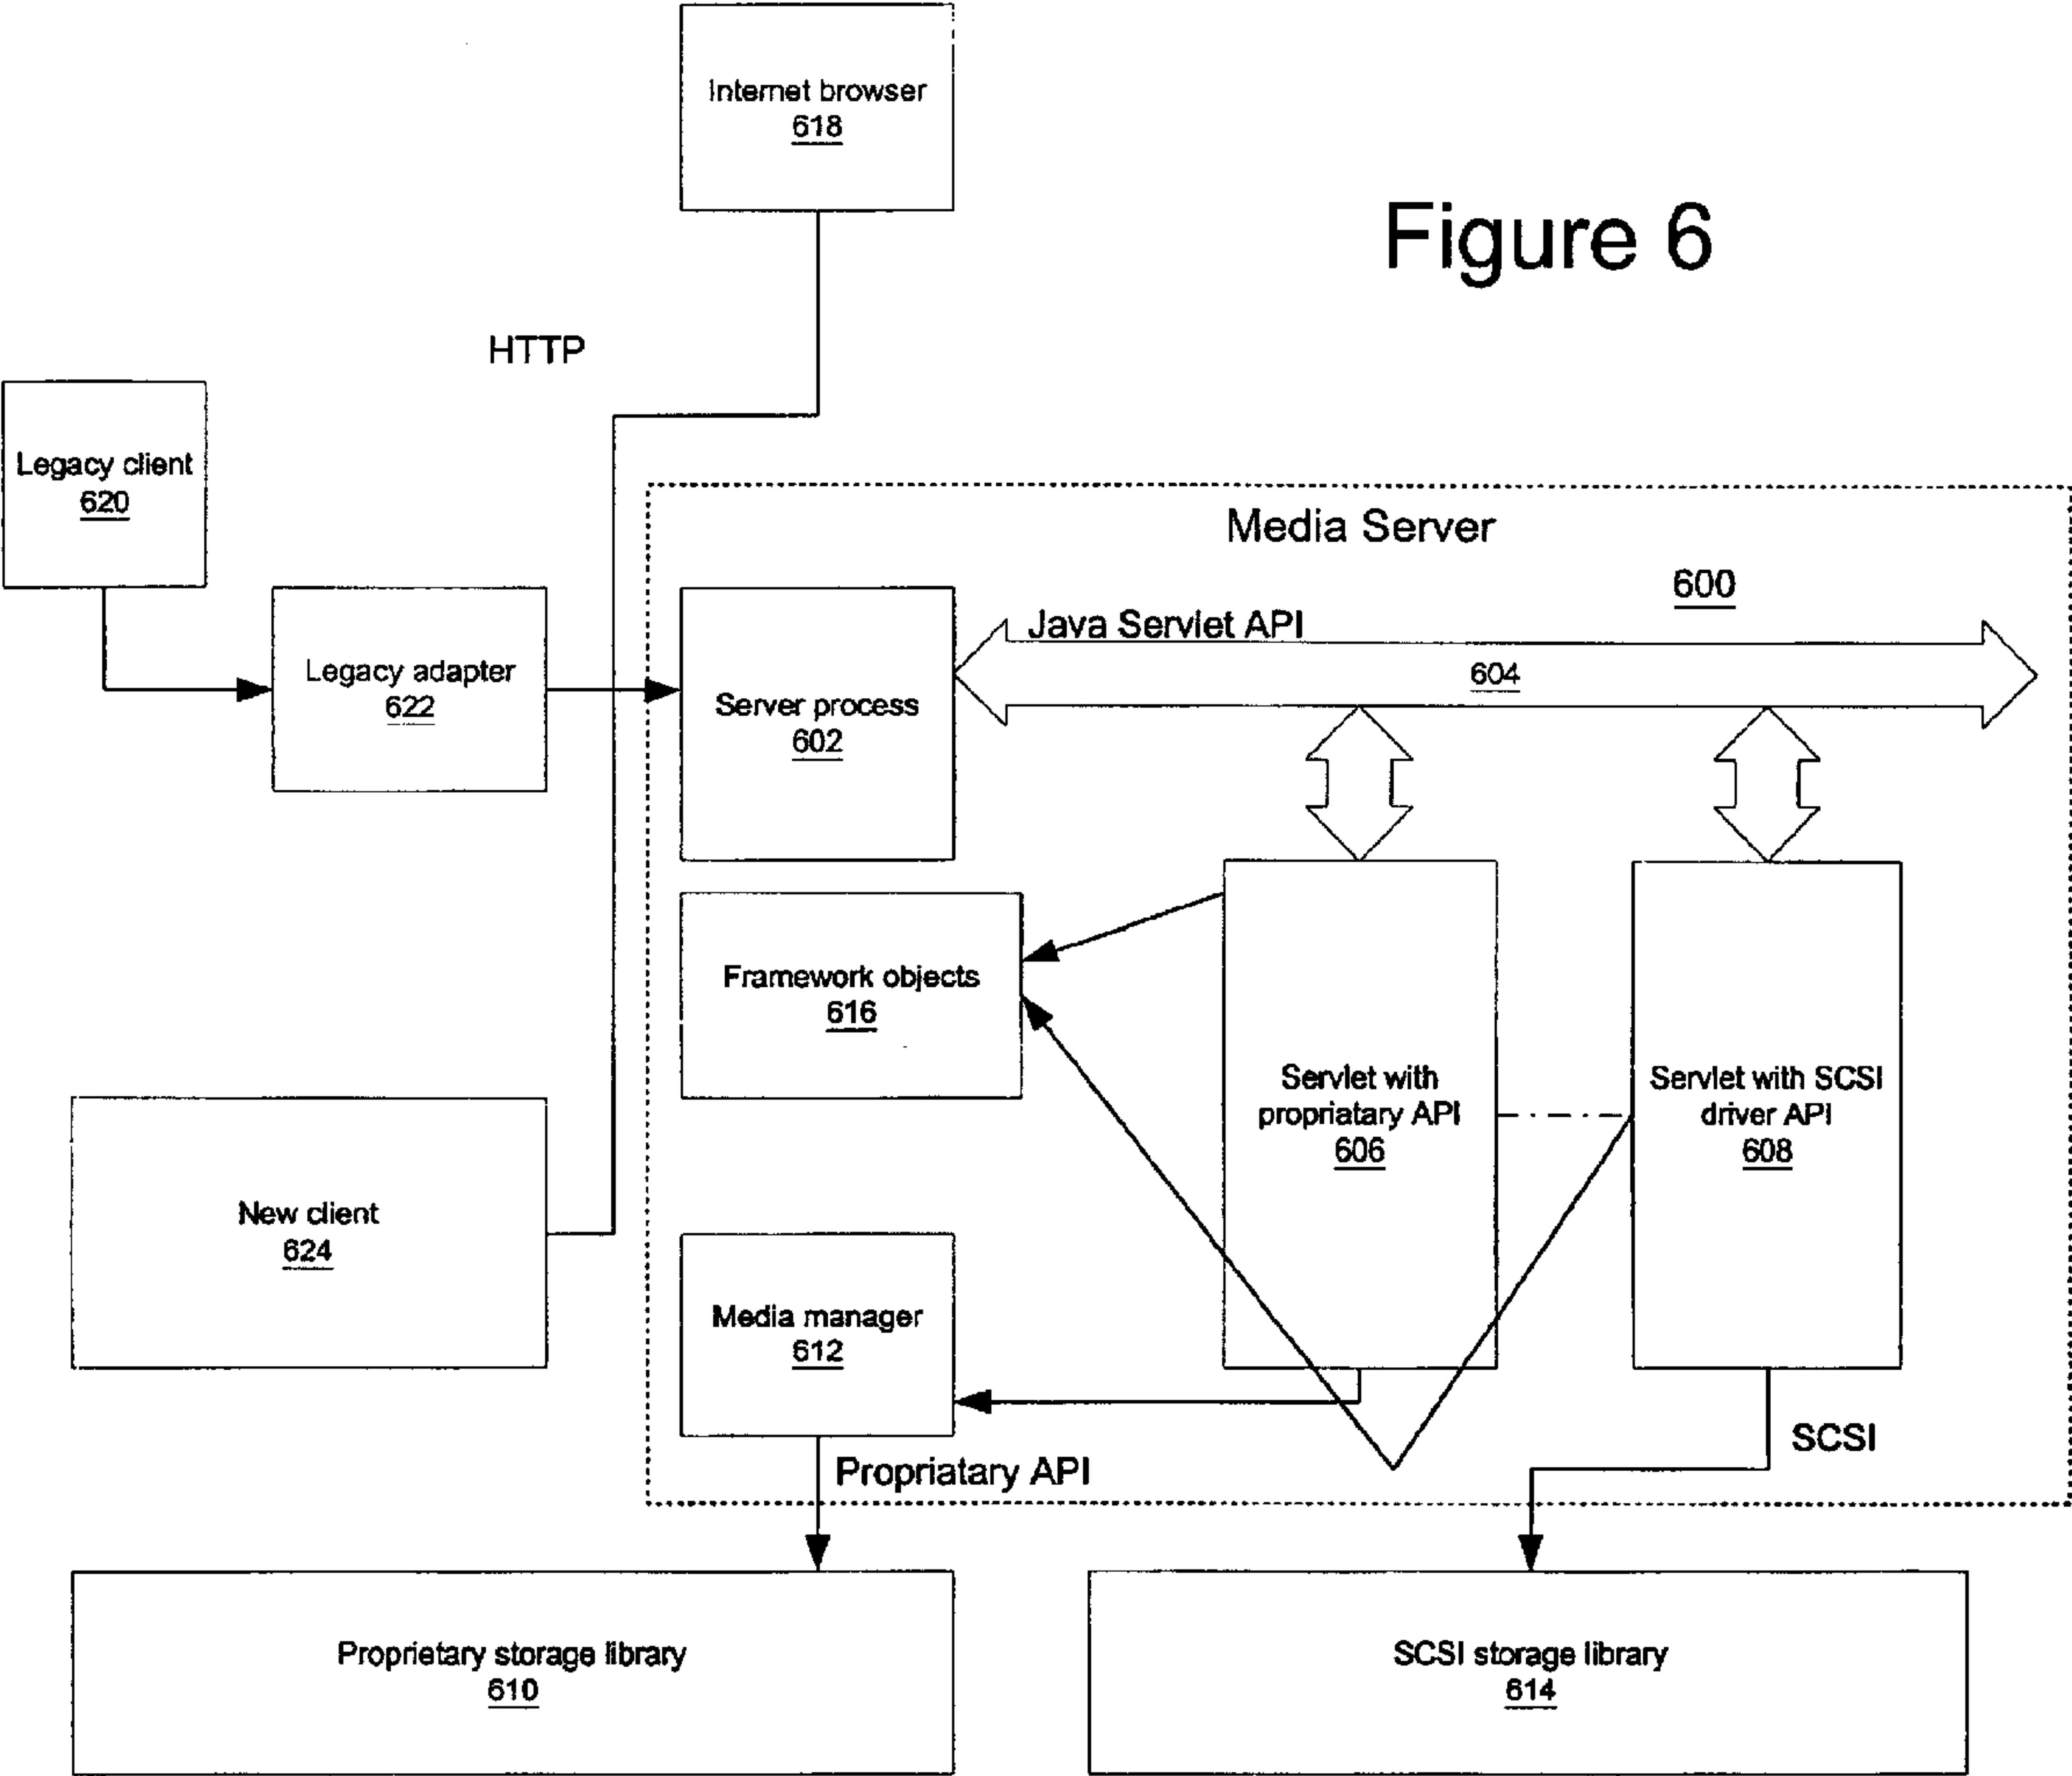 Internet browser
618
Figure 6
HTTP
Legacy client
620
Media Server
600
Java Servlet API
604
Legacy adapter
622
Server process
602
Framework objects
616
Servlet with
propriatary API
606
Servlet with SCSI
driver API
608
New client
624
Media manager
612
SCSI
Propriatary API
Proprietary storage library
610
SCSI storage library
614